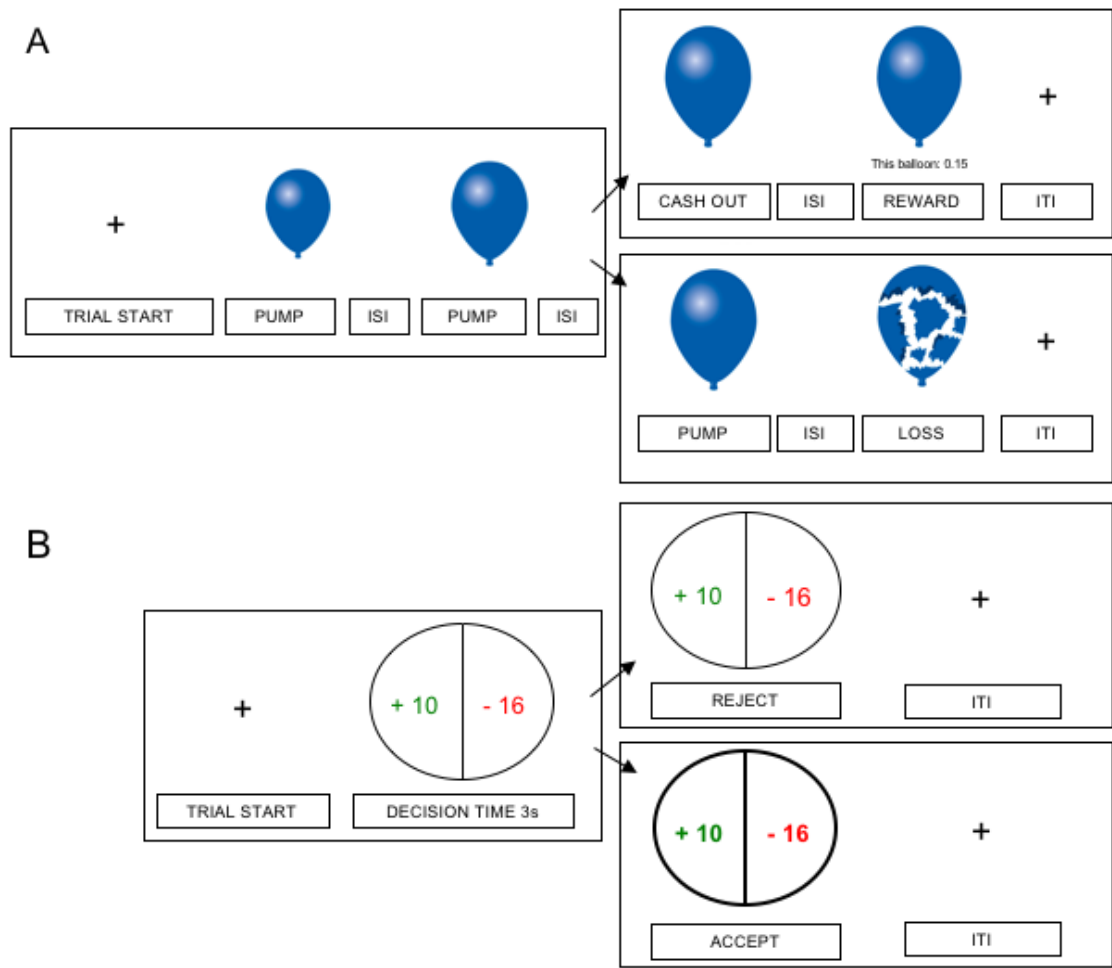 A
+
TRIAL START
PUMP
ISI
PUMP
ISI
This balloon: 0.15
+
CASH OUT
ISI
REWARD
ITI
+
PUMP
ISI
LOSS
ITI
B
+
+ 10
- 16
TRIAL START
DECISION TIME 3s
+ 10
- 16
+
REJECT
ITI
+ 10
- 16
+
ACCEPT
ITI